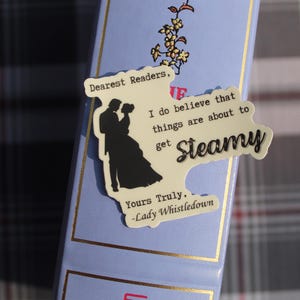 Dearest Readers,
I do believe that
things are about to
get Steamy
Yours Truly,
-Lady Whistledown